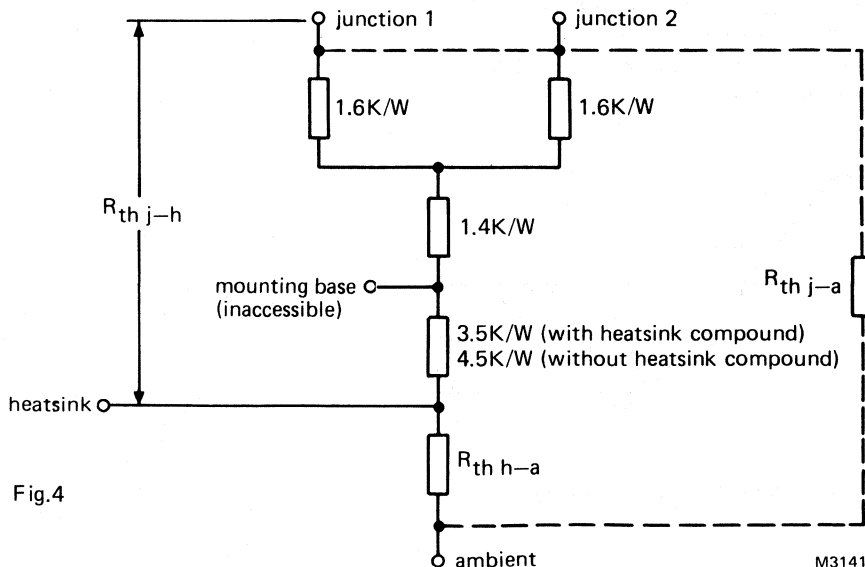 junction 1
junction 2
1.6K/W
1.6K/W
R th j–h
1.4K/W
mounting base
(inaccessible)
R th j–a
3.5K/W (with heatsink compound)
4.5K/W (without heatsink compound)
heatsink
R th h–a
Fig.4
ambient
M3141